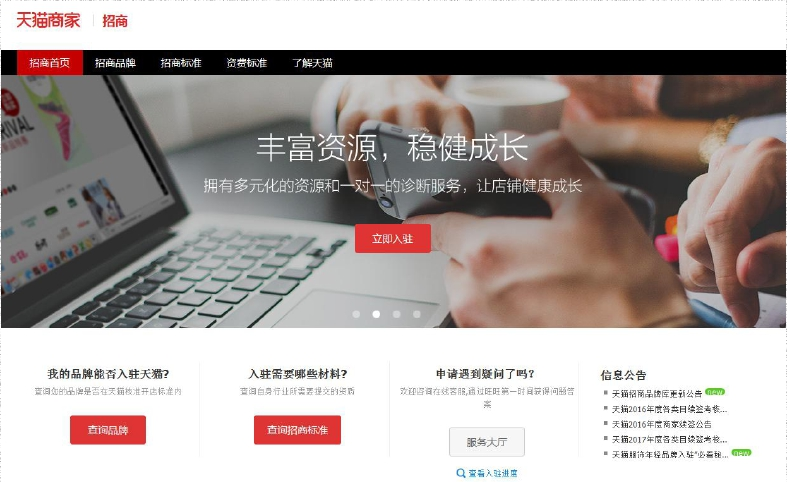 天猫商家 招商
招商首页 招商品牌 招商标准 资费标准 了解天猫
丰富资源，稳健成长
拥有多元化的资源和一对一的诊断服务，让店铺健康成长
立即入驻
我的品牌能否入驻天猫?
查询您的品牌是否在天猫核准开店标准内
查询品牌
入驻需要哪些材料?
查询自身行业所需要提交的资质
查询招商标准
申请遇到疑问了吗?
欢迎咨询在线客服,通过旺旺第一时间获得问题答
案
服务大厅
查看入驻进度
信息公告
天猫招商品牌库更新公告 new
天猫2016年度各类目续签考核...
天猫2016年度商家续签公告
天猫2017年度各类目续签考核...
天猫服饰年轻品牌入驻"必看秘... new